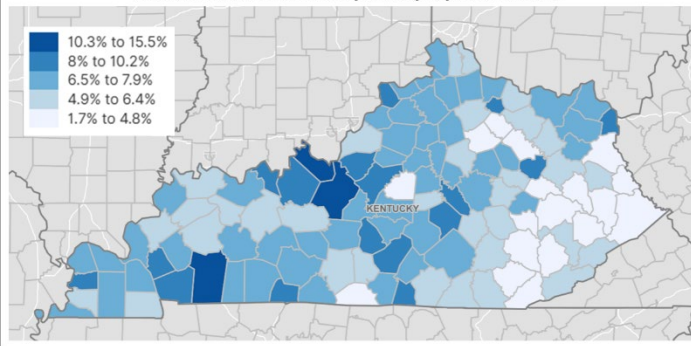 10.3% to 15.5%
8% to 10.2%
6.5% to 7.9%
4.9% to 6.4%
1.7% to 4.8%
KENTUCKY